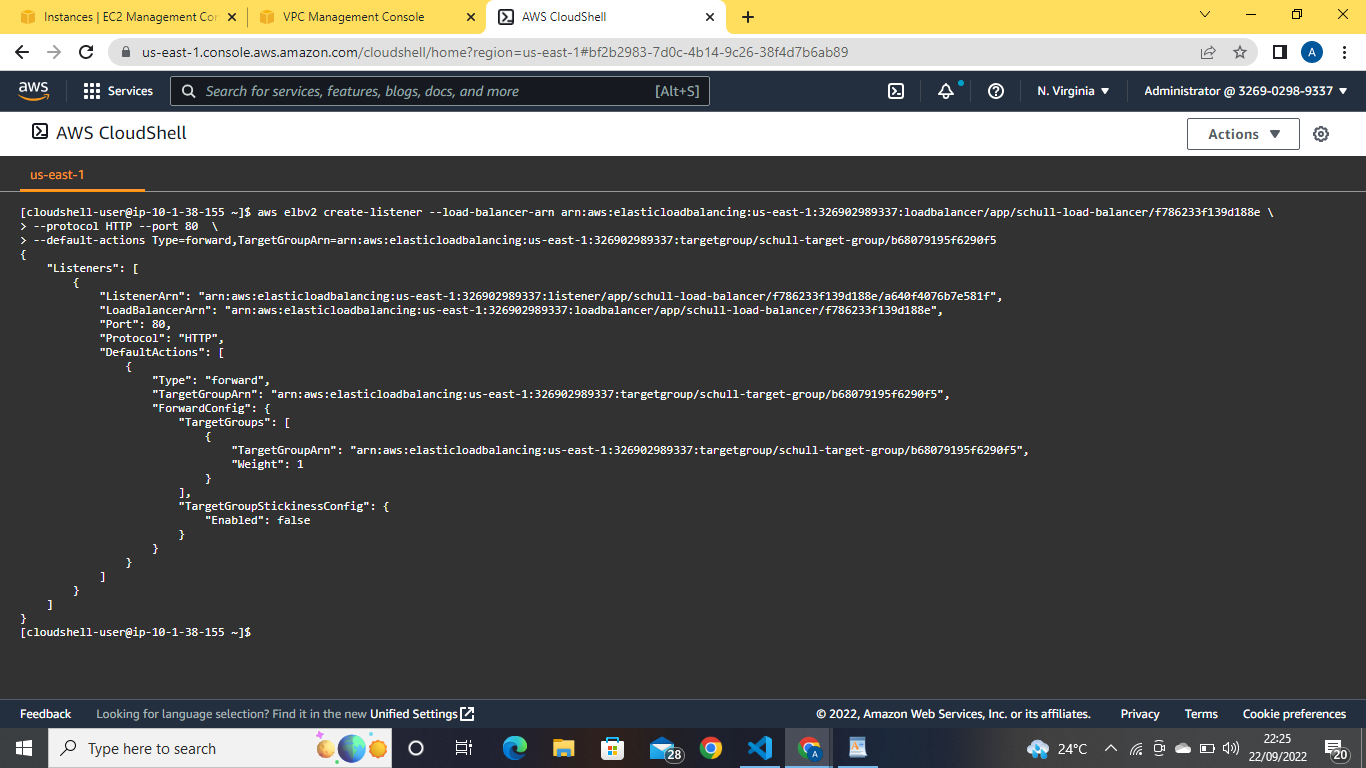 Instances | EC2 Management Con
VPC Management Console
AWS CloudShell
us-east-1.console.aws.amazon.com/cloudshell/home?region=us-east-1#bf2b2983-7d0c-4b14-9c26-38f4d7b6ab89
A
aws
Services
Search for services, features, blogs, docs, and more
[Alt+S]
N. Virginia
Administrator @ 3269-0298-9337
AWS CloudShell
Actions
us-east-1
[cloudshell-user@ip-10-1-38-155 ~]$ aws elbv2 create-listener --load-balancer-arn arn:aws:elasticloadbalancing:us-east-1:326902989337:loadbalancer/app/schull-load-balancer/f786233f139d188e \
> --protocol HTTP --port 80  \
> --default-actions Type=forward,TargetGroupArn=arn:aws:elasticloadbalancing:us-east-1:326902989337:targetgroup/schull-target-group/b68079195f6290f5
{
    "Listeners": [
        {
            "ListenerArn": "arn:aws:elasticloadbalancing:us-east-1:326902989337:listener/app/schull-load-balancer/f786233f139d188e/a640f4076b7e581f",
            "LoadBalancerArn": "arn:aws:elasticloadbalancing:us-east-1:326902989337:loadbalancer/app/schull-load-balancer/f786233f139d188e",
            "Port": 80,
            "Protocol": "HTTP",
            "DefaultActions": [
                {
                    "Type": "forward",
                    "TargetGroupArn": "arn:aws:elasticloadbalancing:us-east-1:326902989337:targetgroup/schull-target-group/b68079195f6290f5",
                    "ForwardConfig": {
                        "TargetGroups": [
                            {
                                "TargetGroupArn": "arn:aws:elasticloadbalancing:us-east-1:326902989337:targetgroup/schull-target-group/b68079195f6290f5",
                                "Weight": 1
                            }
                        ],
                        "TargetGroupStickinessConfig": {
                            "Enabled": false
                        }
                    }
                }
            ]
        }
    ]
}
[cloudshell-user@ip-10-1-38-155 ~]$
Feedback
Looking for language selection? Find it in the new Unified Settings
© 2022, Amazon Web Services, Inc. or its affiliates.
Privacy
Terms
Cookie preferences
Type here to search
28
A
24°C
22:25
22/09/2022
20